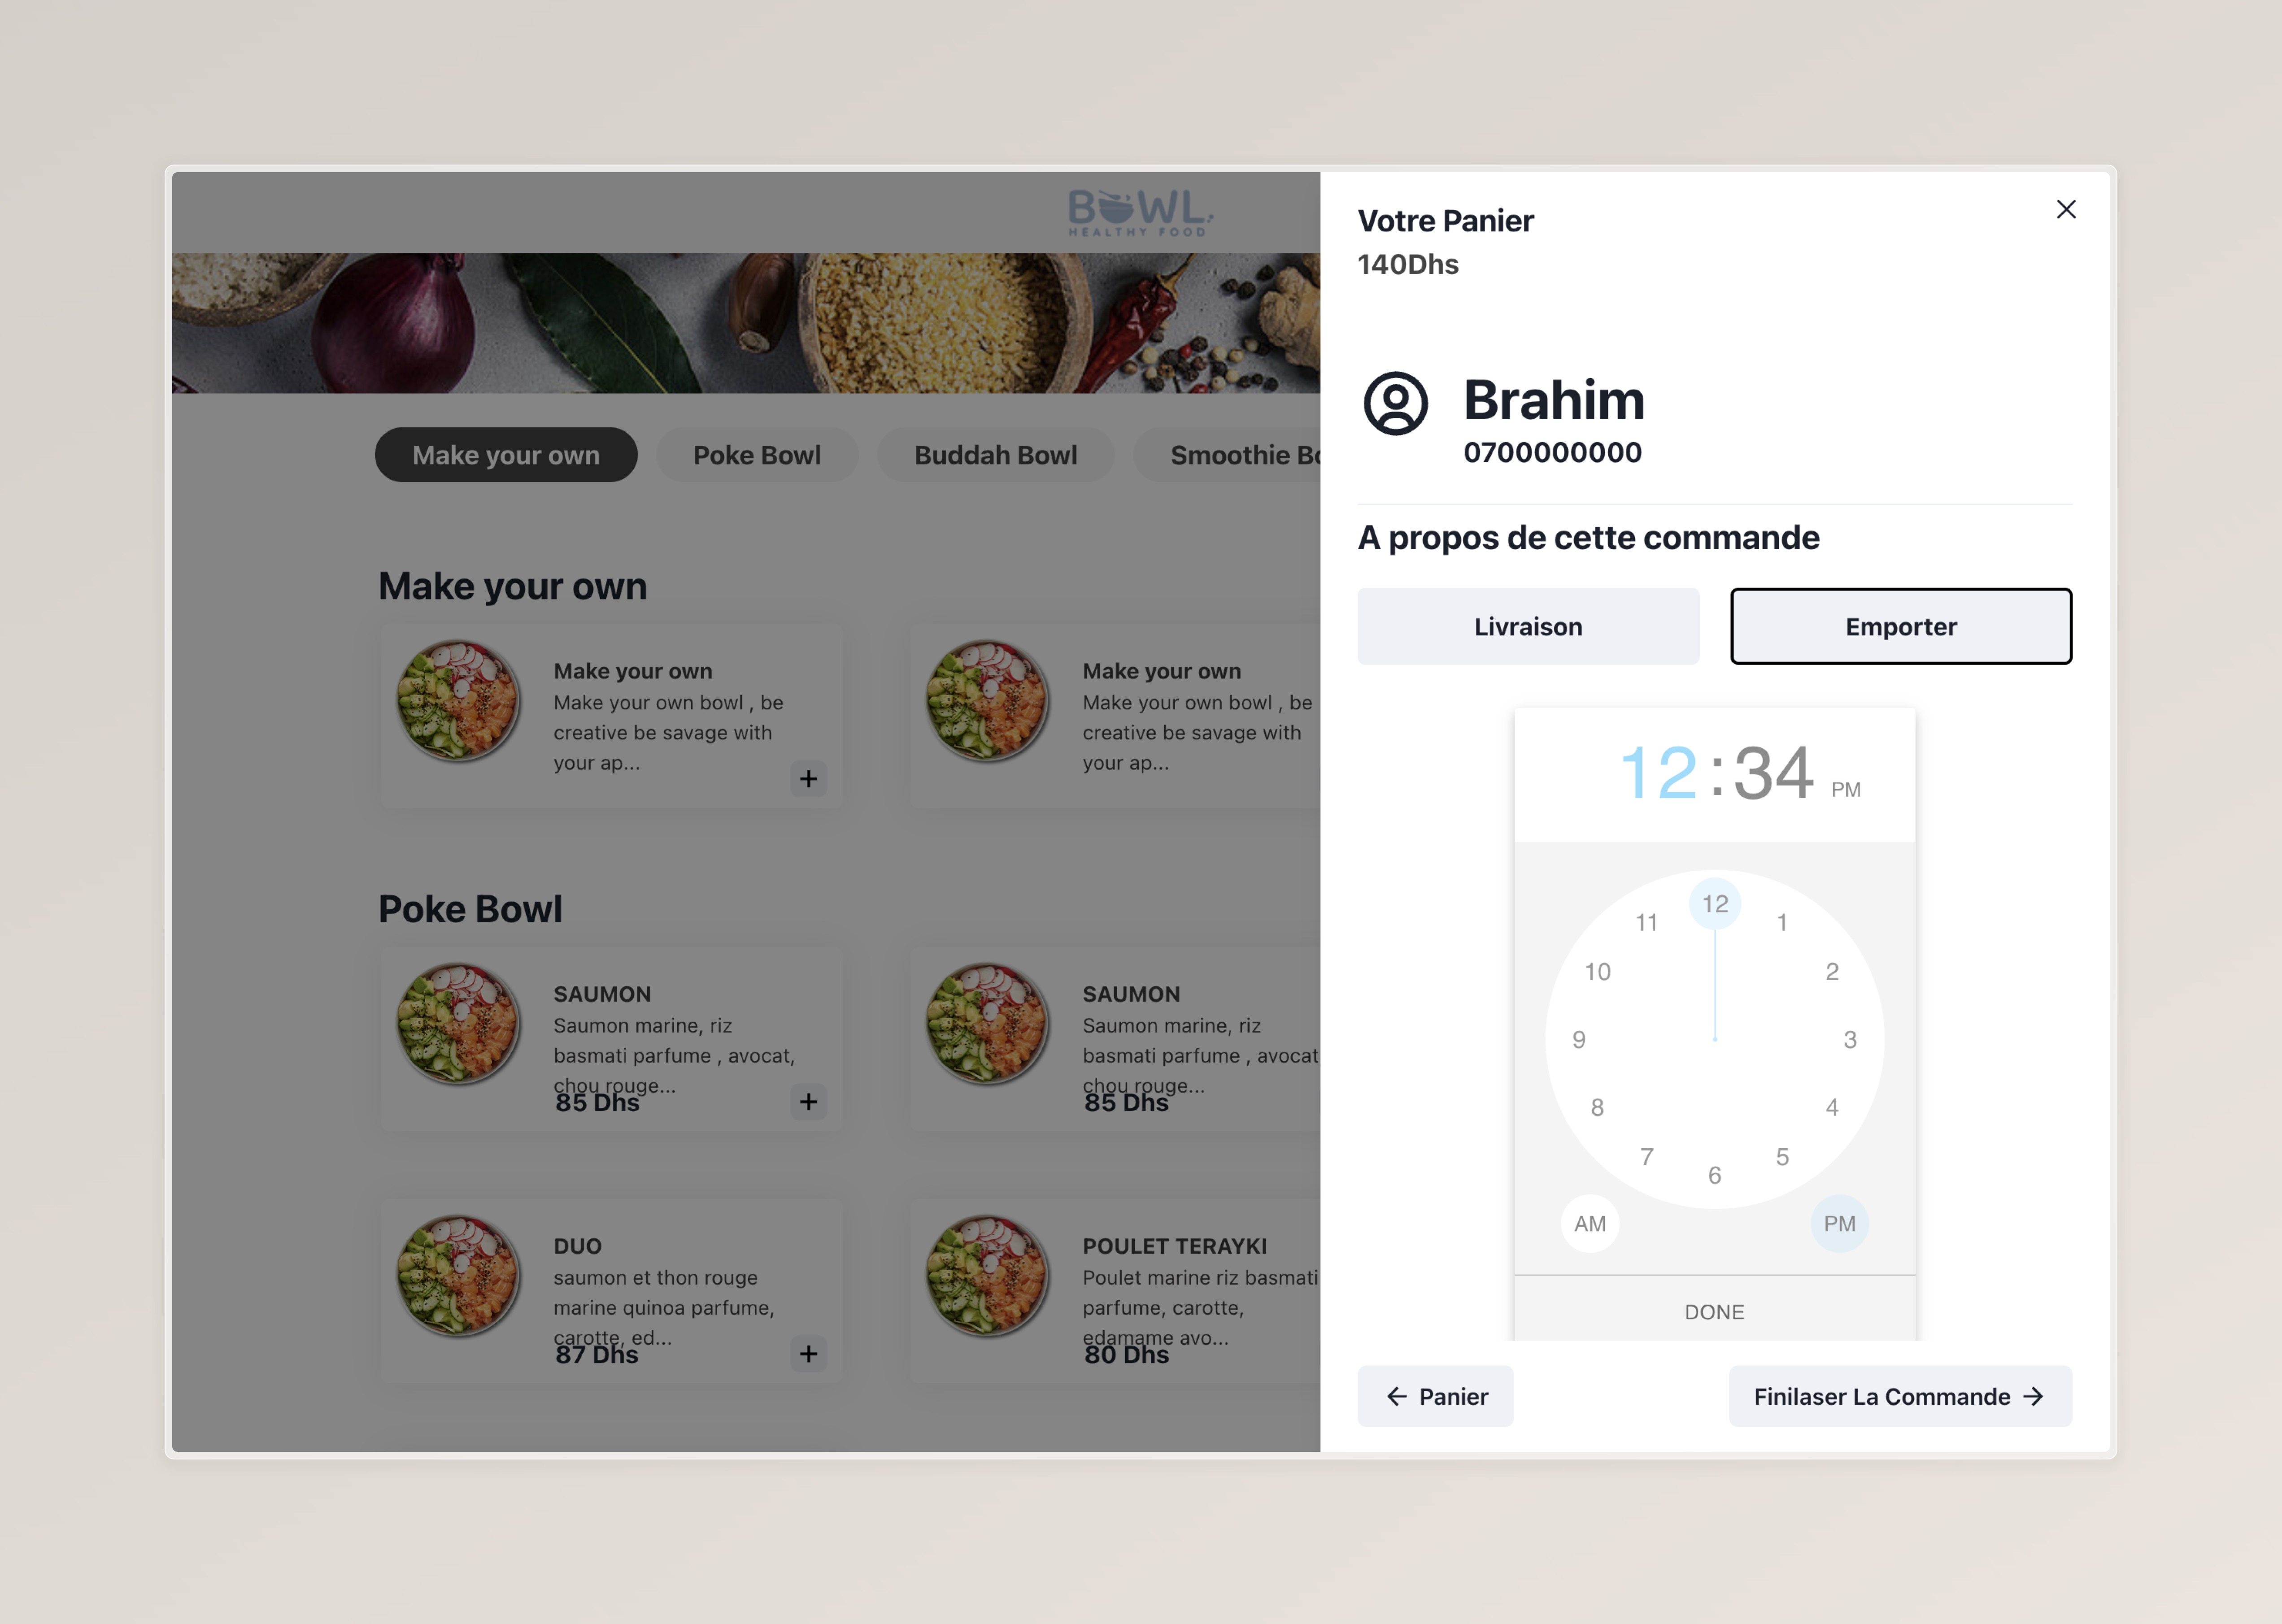 BOWL.
HEALTHY FOOD
Make your own
Poke Bowl
Buddah Bowl
Smoothie Bo
Make your own
Make your own
Make your own bowl , be
creative be savage with
your ap...
+
Make your own
Make your own bowl , be
creative be savage with
your ap...
Poke Bowl
SAUMON
Saumon marine, riz
basmati parfume , avocat,
chou rouge...
85 Dhs
+
SAUMON
Saumon marine, riz
basmati parfume , avocat
chou rouge...
85 Dhs
DUO
saumon et thon rouge
marine quinoa parfume,
carotte, ed...
87 Dhs
+
POULET TERAYKI
Poulet marine riz basmati
parfume, carotte,
edamame avo...
80 Dhs
Votre Panier
140Dhs
Brahim
0700000000
A propos de cette commande
Livraison
Emporter
12:34 PM
12
1
2
3
4
5
6
7
8
9
10
11
AM
PM
DONE
← Panier
Finilaser La Commande →